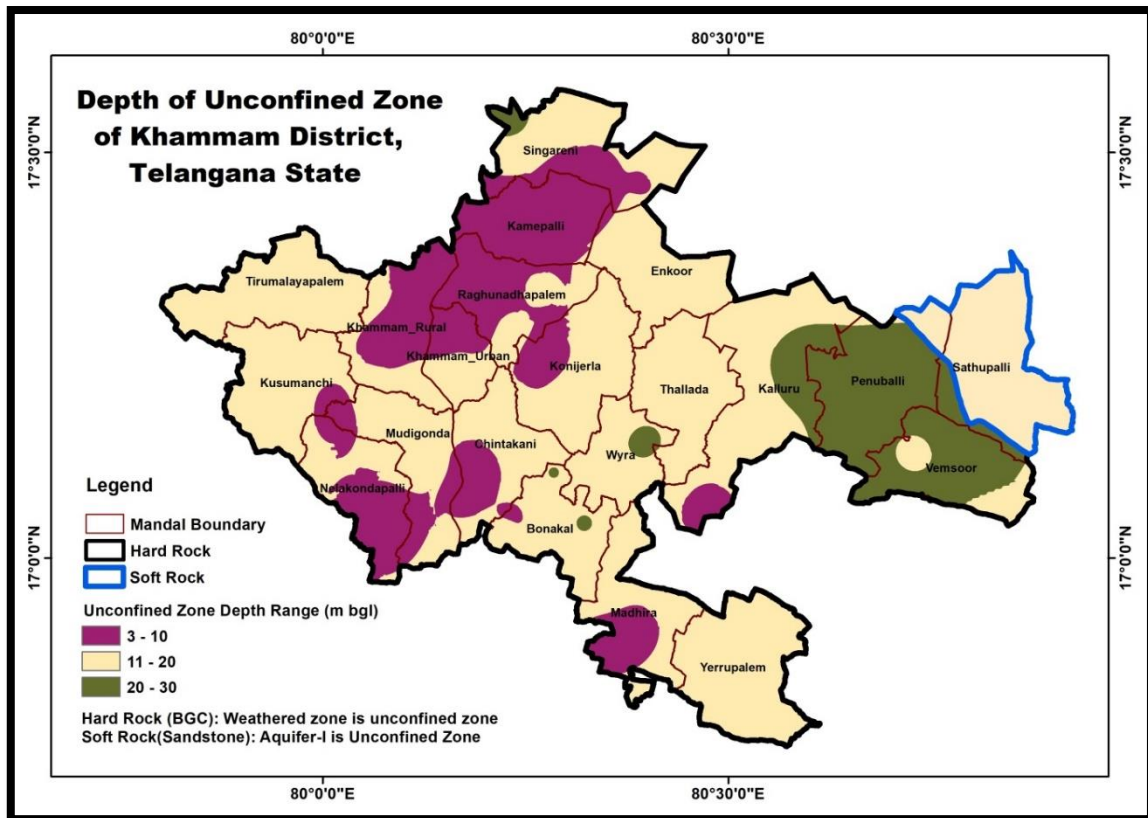 80°0'0"E
80°30'0"E
Depth of Unconfined Zone
of Khammam District,
Telangana State
17°30'0"N
17°30'0"N
Singareni
Kamepalli
Tirumalayapalem
Raghunadhapalem
Enkoor
Khammam_Rural
Khammam_Urban
Konijerla
Kusumanchi
Thallada
Kalluru
Penuballi
Sathupalli
Mudigonda
Chintakani
Wyra
Vemsoor
Nelakondapalli
Bonakal
Madhira
Yerrupalem
17°0'0"N
17°0'0"N
Legend
Mandal Boundary
Hard Rock
Soft Rock
Unconfined Zone Depth Range (m bgl)
3 - 10
11 - 20
20 - 30
Hard Rock (BGC): Weathered zone is unconfined zone
Soft Rock(Sandstone): Aquifer-I is Unconfined Zone
80°0'0"E
80°30'0"E